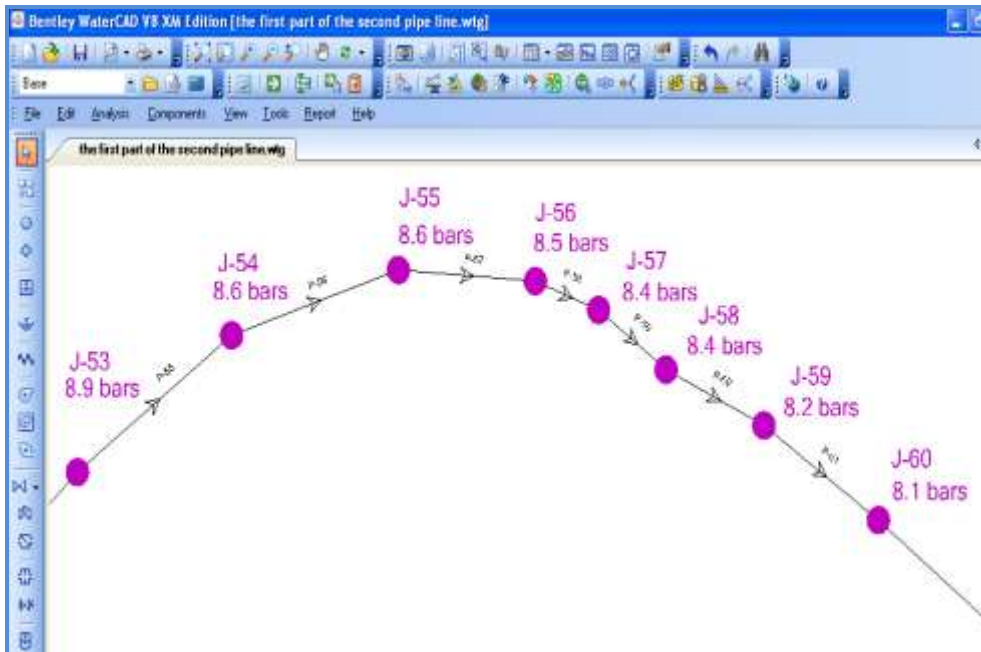 Bentley WaterCAD V8 XM Edition [the first part of the second pipe line.wtg]
Base
File Edit Analysis Components View Tools Report Help
the first part of the second pipe line.wtg
J-55
8.6 bars
J-56
8.5 bars
J-54
8.6 bars
J-57
8.4 bars
J-58
8.4 bars
J-53
8.9 bars
J-59
8.2 bars
J-60
8.1 bars